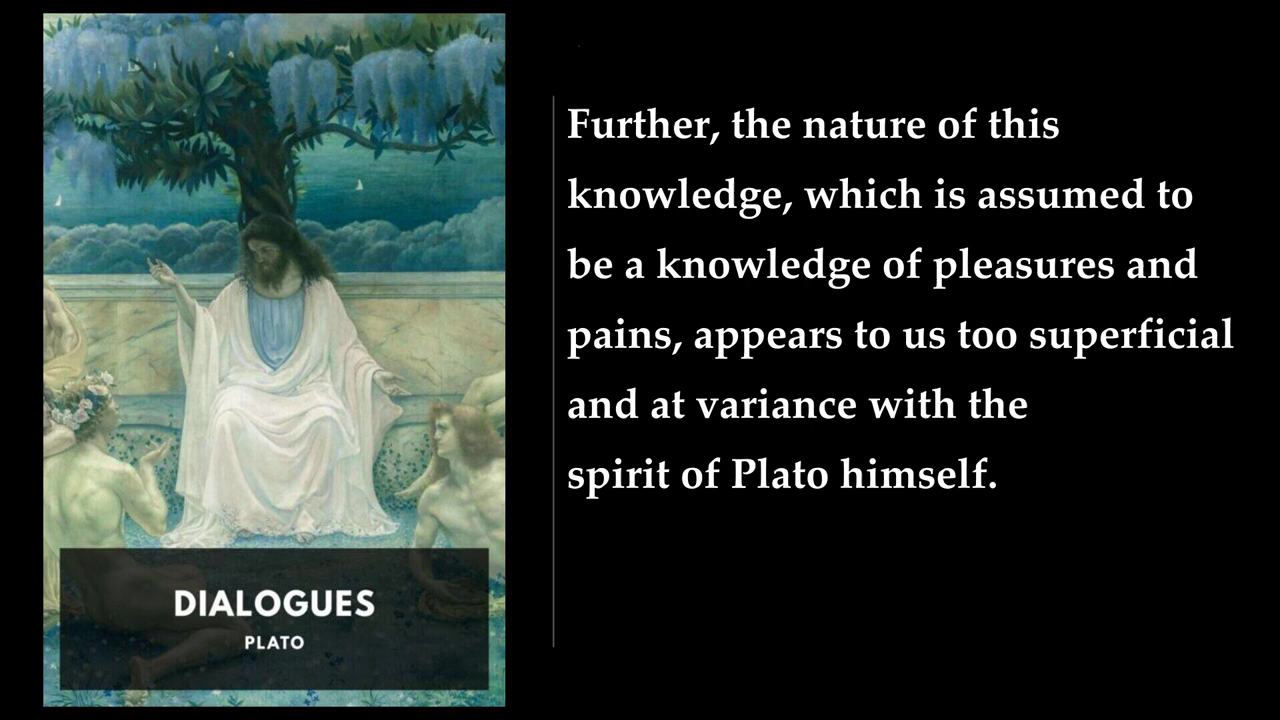 DIALOGUES
PLATO
Further, the nature of this
knowledge, which is assumed to
be a knowledge of pleasures and
pains, appears to us too superficial
and at variance with the
spirit of Plato himself.